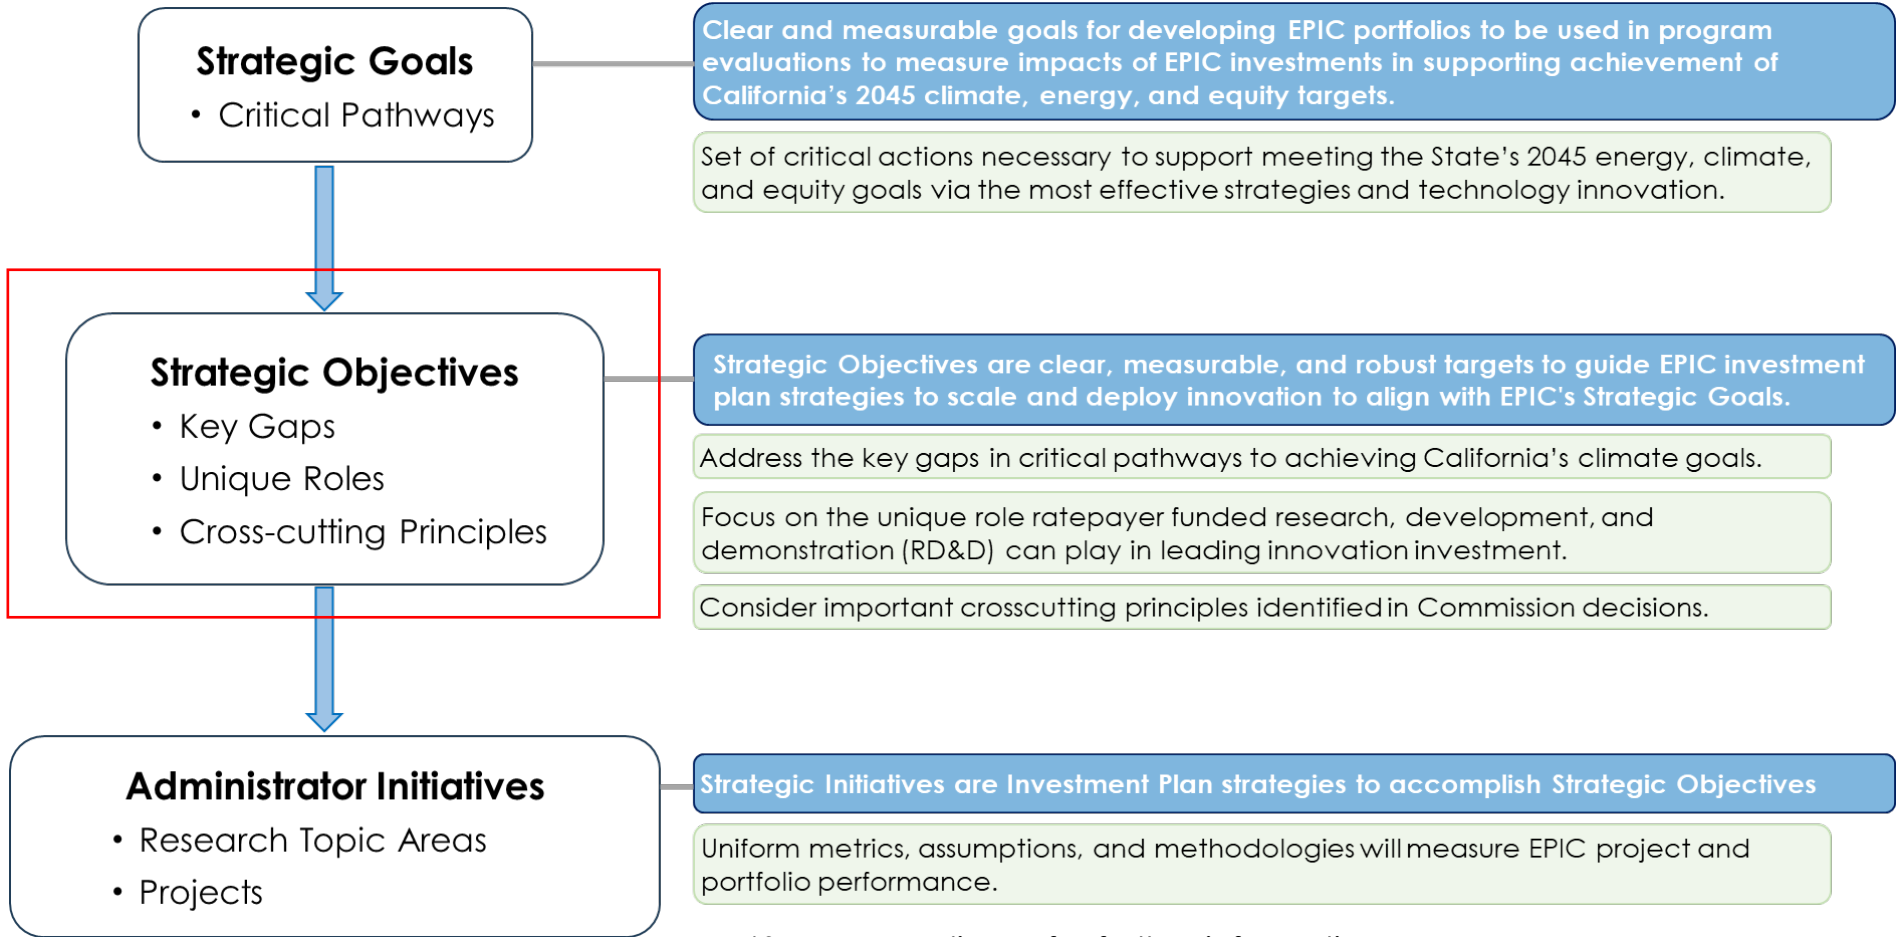 Strategic Goals
• Critical Pathways
Clear and measurable goals for developing EPIC portfolios to be used in program
evaluations to measure impacts of EPIC investments in supporting achievement of
California's 2045 climate, energy, and equity targets.
Set of critical actions necessary to support meeting the State's 2045 energy, climate,
and equity goals via the most effective strategies and technology innovation.
Strategic Objectives
• Key Gaps
• Unique Roles
• Cross-cutting Principles
Strategic Objectives are clear, measurable, and robust targets to guide EPIC investment
plan strategies to scale and deploy innovation to align with EPIC's Strategic Goals.
Address the key gaps in critical pathways to achieving California's climate goals.
Focus on the unique role ratepayer funded research, development, and
demonstration (RD&D) can play in leading innovation investment.
Consider important crosscutting principles identified in Commission decisions.
Administrator Initiatives
• Research Topic Areas
• Projects
Strategic Initiatives are Investment Plan strategies to accomplish Strategic Objectives
Uniform metrics, assumptions, and methodologies will measure EPIC project and
portfolio performance.